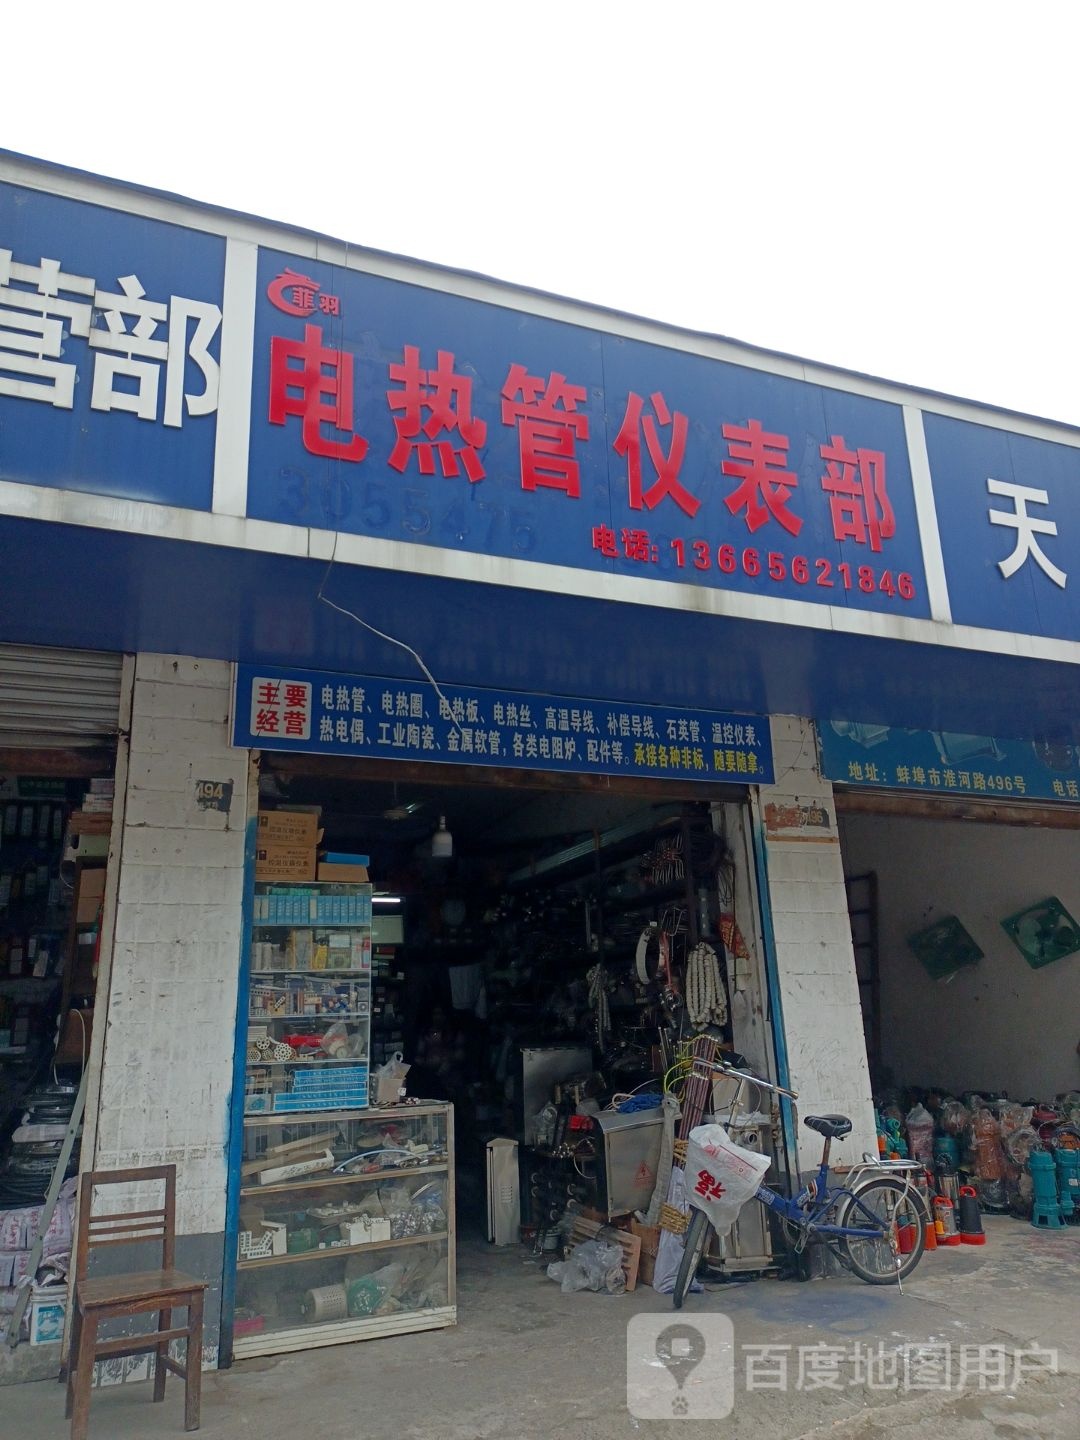 营部
菲羽
电热管仪表部
3055475
电话: 13665621846
天
主要经营
电热管、电热圈、电热板、电热丝、高温导线、补偿导线、石英管、温控仪表、
热电偶、工业陶瓷、金属软管,各类电阻炉、配件等。承接各种非标,随要随拿。
地址: 蚌埠市淮河路496号 电话
494
496
福
百度地图用户